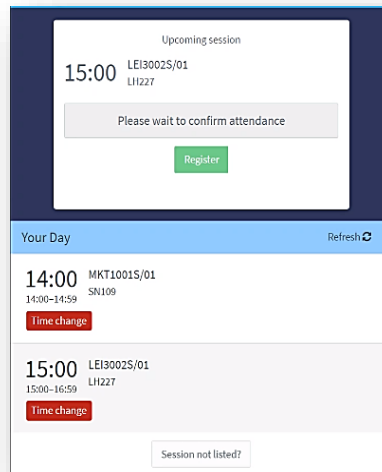 Upcoming session
15:00 LEI3002S/01
LH227
Please wait to confirm attendance
Register
Your Day
Refresh
14:00 MKT1001S/01
14:00–14:59 SN109
Time change
15:00 LEI3002S/01
15:00–16:59 LH227
Time change
Session not listed?